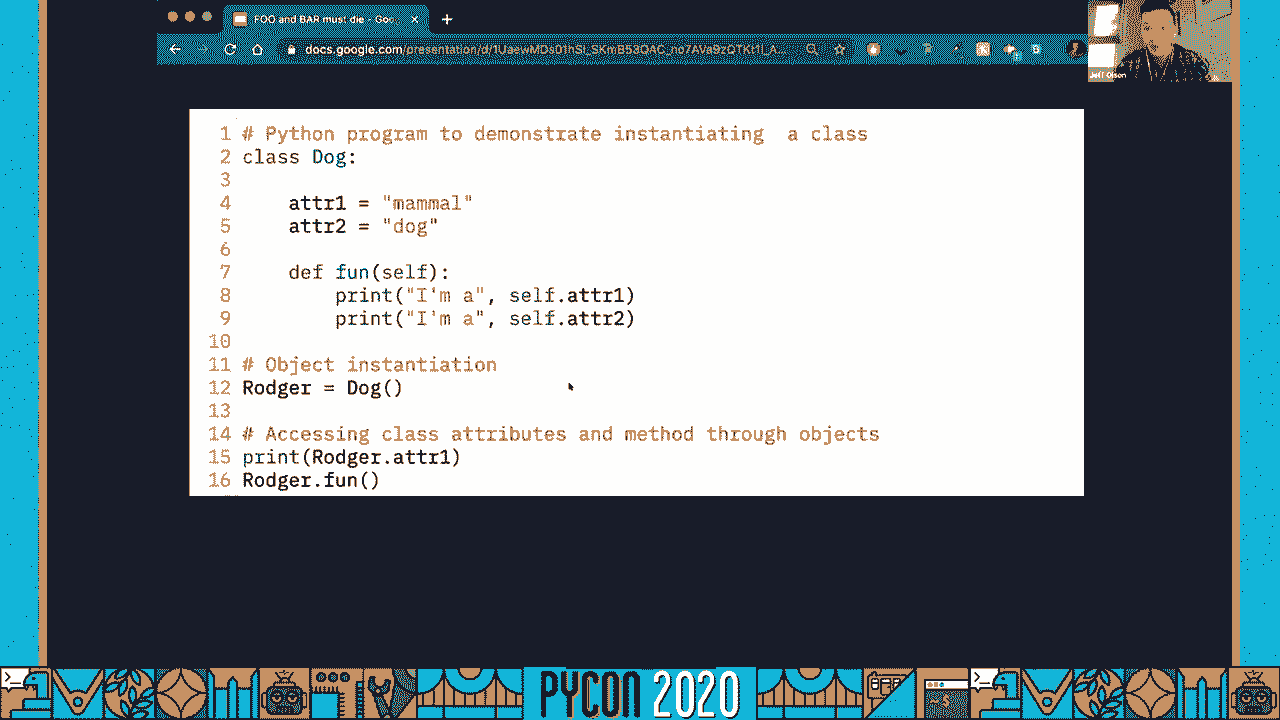 FOO and BAR must die - Goo...
docs.google.com/presentation/d/
Jeff Olson
1 # Python program to demonstrate instantiating  a class
2 class Dog:
3
4     attr1 = "mammal"
5     attr2 = "dog"
6
7     def fun(self):
8         print("I'm a", self.attr1)
9         print("I'm a", self.attr2)
10
11 # Object instantiation
12 Rodger = Dog()
13
14 # Accessing class attributes and method through objects
15 print(Rodger.attr1)
16 Rodger.fun()
PYCON 2020